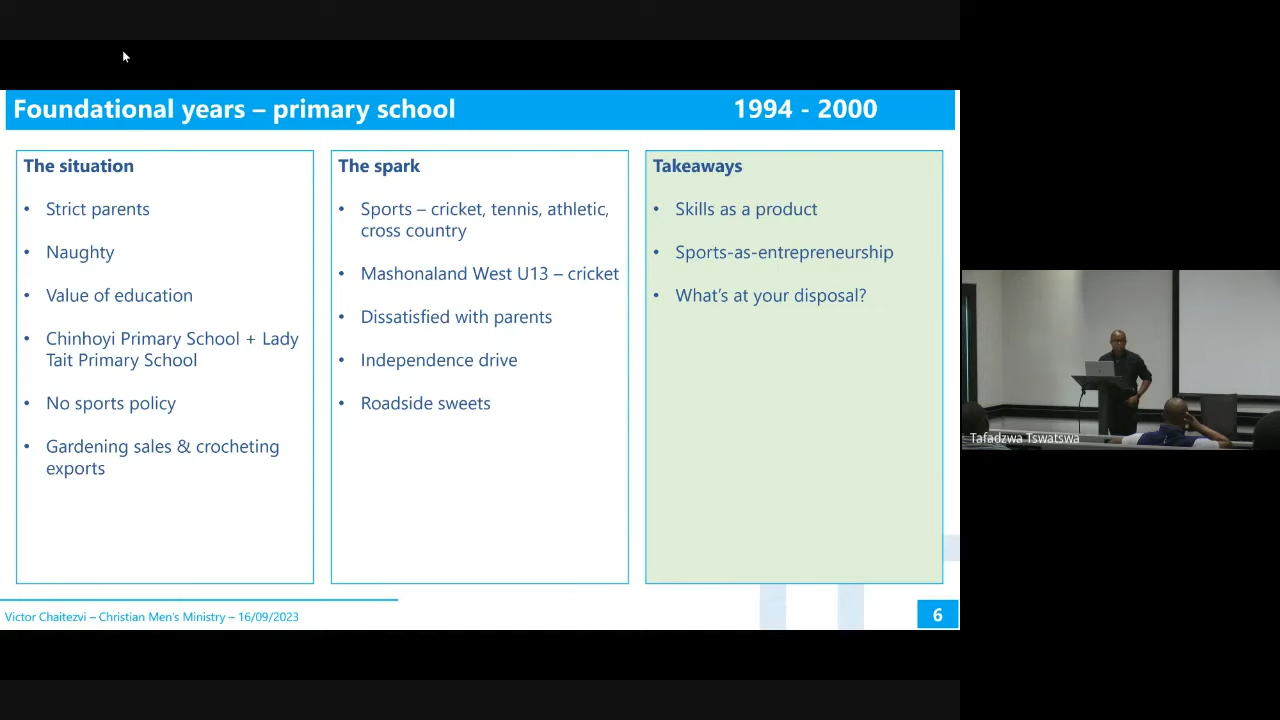 Foundational years – primary school 1994 - 2000
The situation
• Strict parents
• Naughty
• Value of education
• Chinhoyi Primary School + Lady
Tait Primary School
• No sports policy
• Gardening sales & crocheting
exports
The spark
• Sports – cricket, tennis, athletic,
cross country
• Mashonaland West U13 – cricket
• Dissatisfied with parents
• Independence drive
• Roadside sweets
Takeaways
• Skills as a product
• Sports-as-entrepreneurship
• What's at your disposal?
Victor Chaitezvi – Christian Men's Ministry – 16/09/2023
6
Tafadzwa Tswatswa